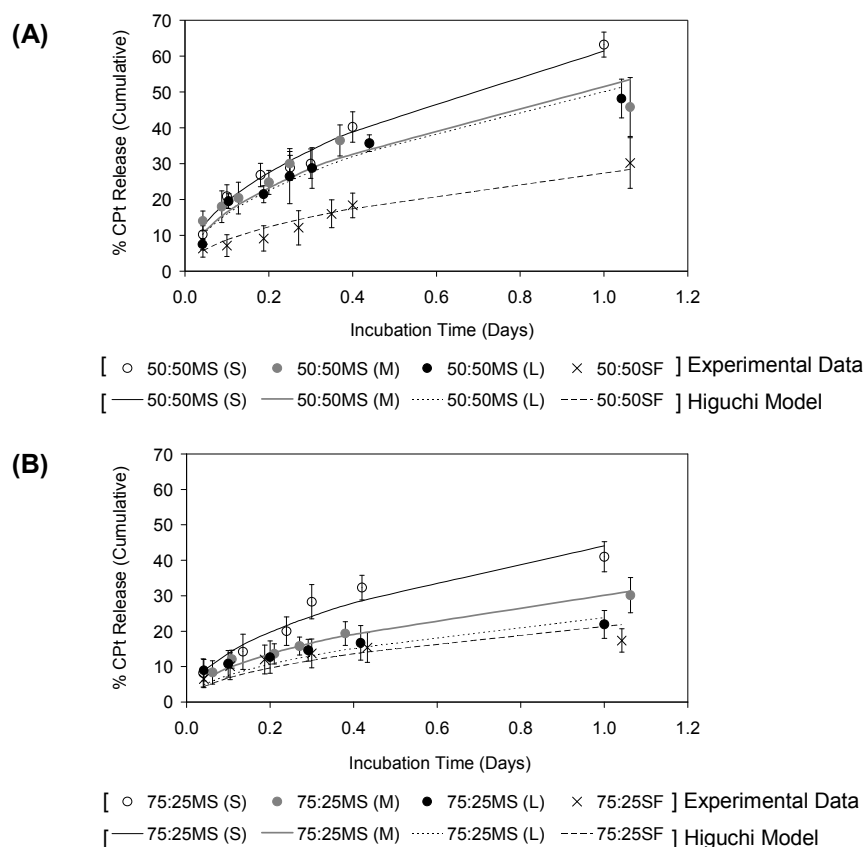 (A)
70
60
50
40
30
20
10
0
% CPt Release (Cumulative)
0.0 0.2 0.4 0.6 0.8 1.0 1.2
Incubation Time (Days)
[ 50:50MS (S) 50:50MS (M) 50:50MS (L) 50:50SF ] Experimental Data
[ 50:50MS (S) 50:50MS (M) 50:50MS (L) 50:50SF ] Higuchi Model
(B)
70
60
50
40
30
20
10
0
% CPt Release (Cumulative)
0.0 0.2 0.4 0.6 0.8 1.0 1.2
Incubation Time (Days)
[ 75:25MS (S) 75:25MS (M) 75:25MS (L) 75:25SF ] Experimental Data
[ 75:25MS (S) 75:25MS (M) 75:25MS (L) 75:25SF ] Higuchi Model